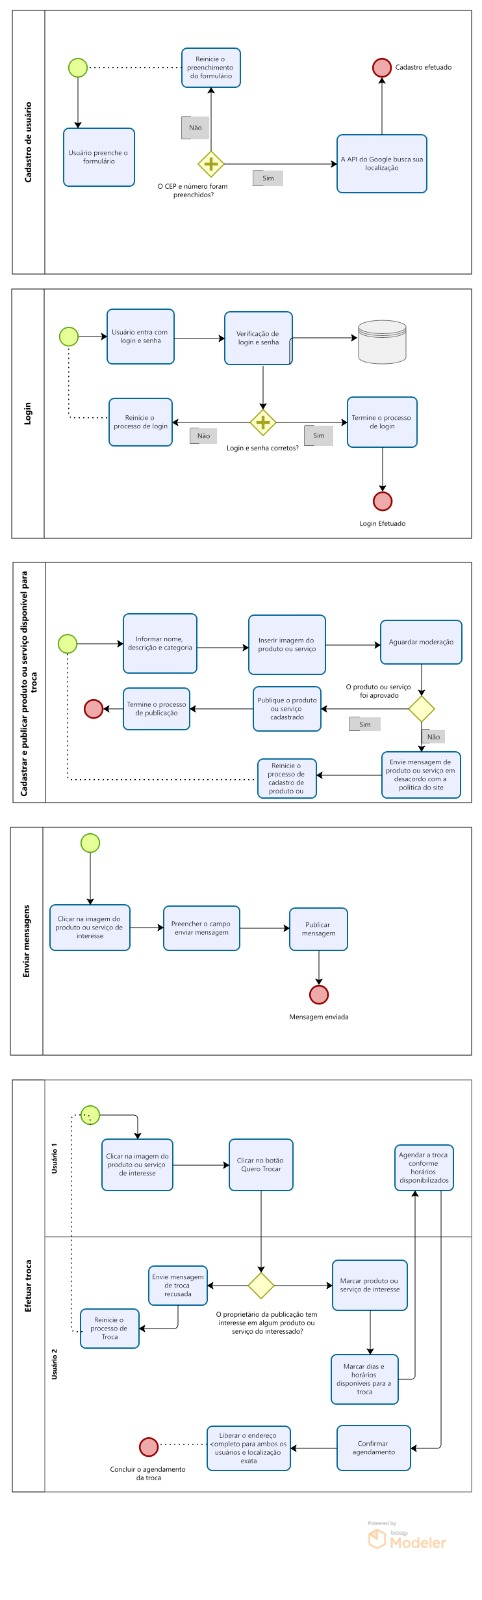 Cadastro de usuário
Reinicie o
preenchimento
do formulário
Cadastro efetuado
Usuário preenche o
formulário
Não
A API do Google busca sua
localização
Sim
O CEP e número foram
preenchidos?
Login
Usuário entra com
login e senha
Verificação de
login e senha
Reinicie o
processo de login
Não
Sim
Termine o processo
de login
Login e senha corretos?
Login Efetuado
Cadastrar e publicar produto ou serviço disponível para
troca
Informar nome,
descrição e categoria
Inserir imagem do
produto ou serviço
Aguardar moderação
O produto ou serviço
foi aprovado
Termine o processo
de publicação
Publique o produto
ou serviço
cadastrado
Sim
Não
Reinicie o
processo de
cadastro de
produto ou
Envie mensagem de
produto ou serviço em
desacordo com a
política do site
Enviar mensagens
Clicar na imagem do
produto ou serviço de
interesse
Preencher o campo
enviar mensagem
Publicar
mensagem
Mensagem enviada
Efetuar troca
Usuário 1
Clicar na imagem do
produto ou serviço
de interesse
Clicar no botão
Quero Trocar
Agendar a troca
conforme
horários
disponibilizados
Usuário 2
Envie mensagem
de troca
recusada
Marcar produto ou
serviço de interesse
Reinicie o
processo de
Troca
O proprietário da publicação tem
interesse em algum produto ou
serviço do interessado?
Marcar dias e
horários
disponíveis para a
troca
Liberar o endereço
completo para ambos os
usuários e localização
exata
Confirmar
agendamento
Concluir o agendamento
da troca
Powered by
bizagi
Modeler